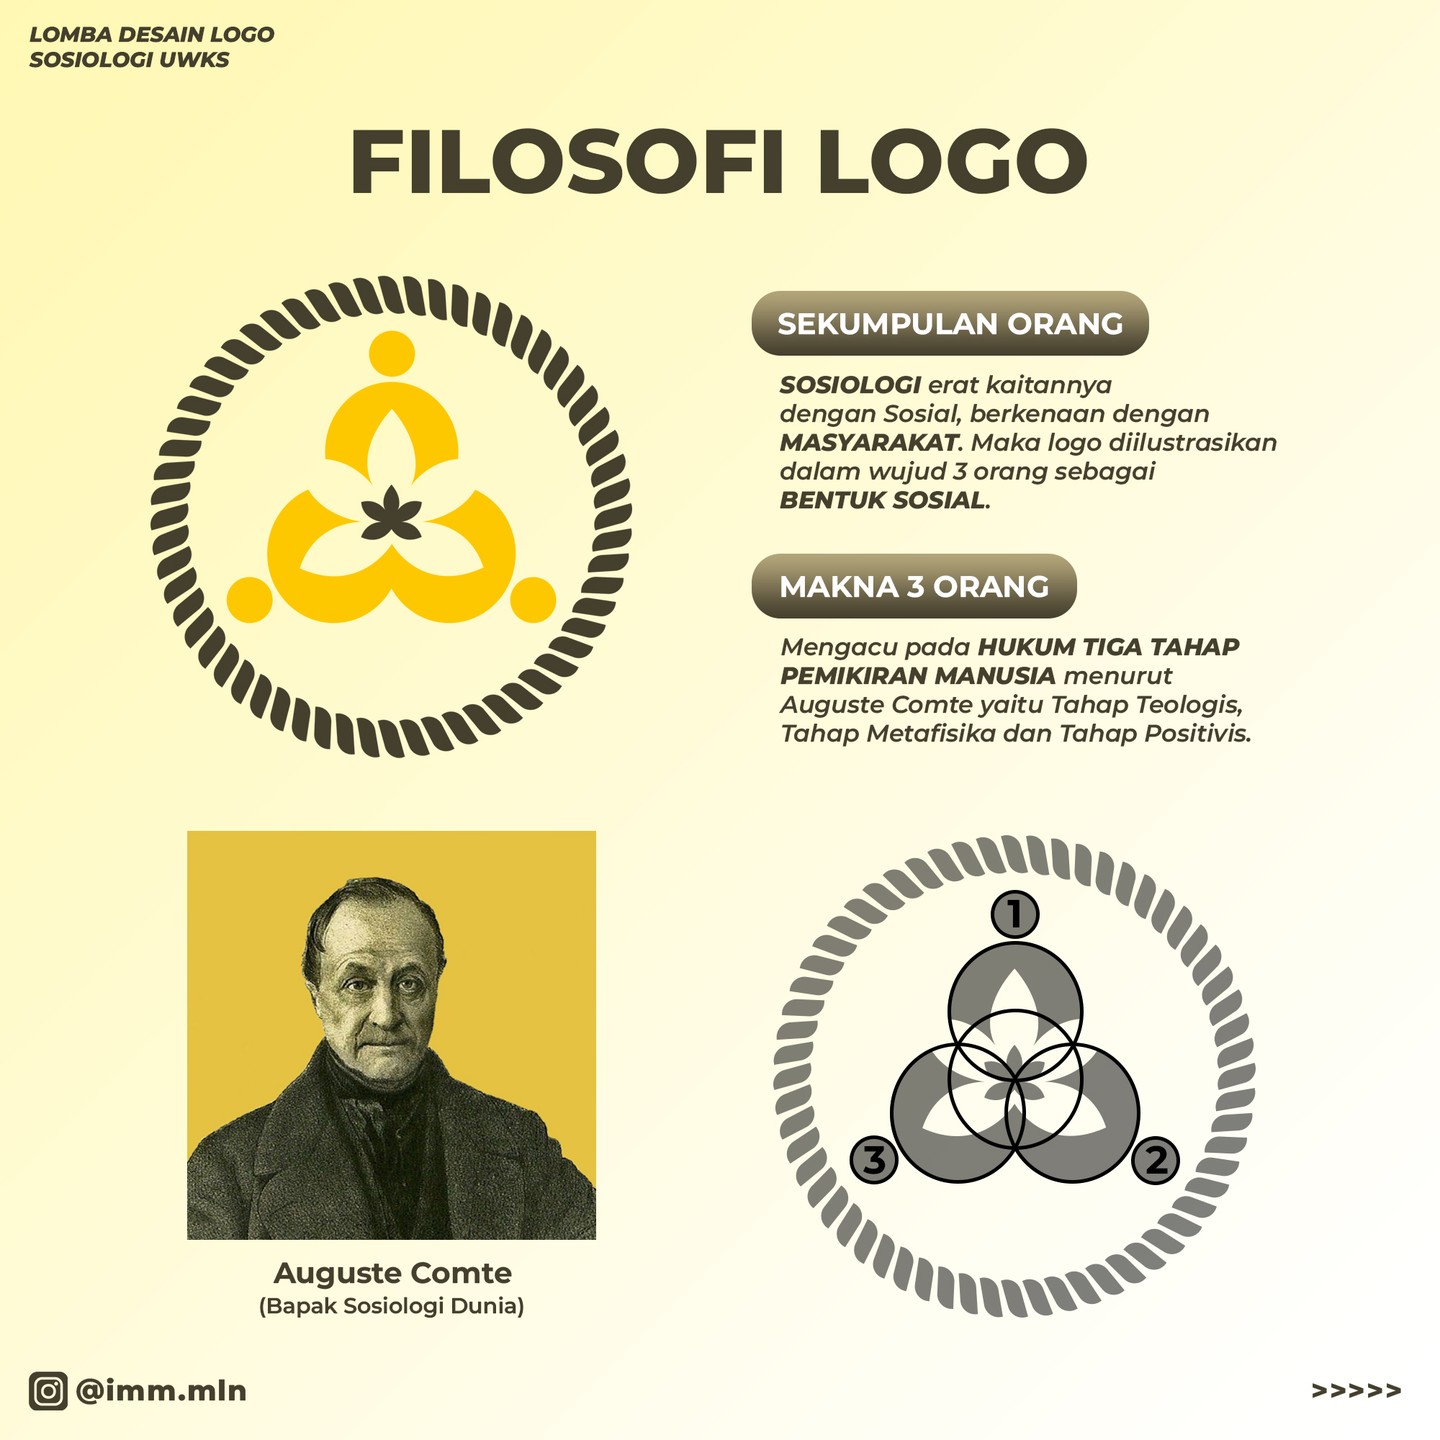 LOMBA DESAIN LOGO
SOSIOLOGI UWKS
FILOSOFI LOGO
SEKUMPULAN ORANG
SOSIOLOGI erat kaitannya
dengan Sosial, berkenaan dengan
MASYARAKAT. Maka logo diilustrasikan
dalam wujud 3 orang sebagai
BENTUK SOSIAL.
MAKNA 3 ORANG
Mengacu pada HUKUM TIGA TAHAP
PEMIKIRAN MANUSIA menurut
Auguste Comte yaitu Tahap Teologis,
Tahap Metafisika dan Tahap Positivis.
Auguste Comte
(Bapak Sosiologi Dunia)
1
3
2
@imm.mln
>>>>>